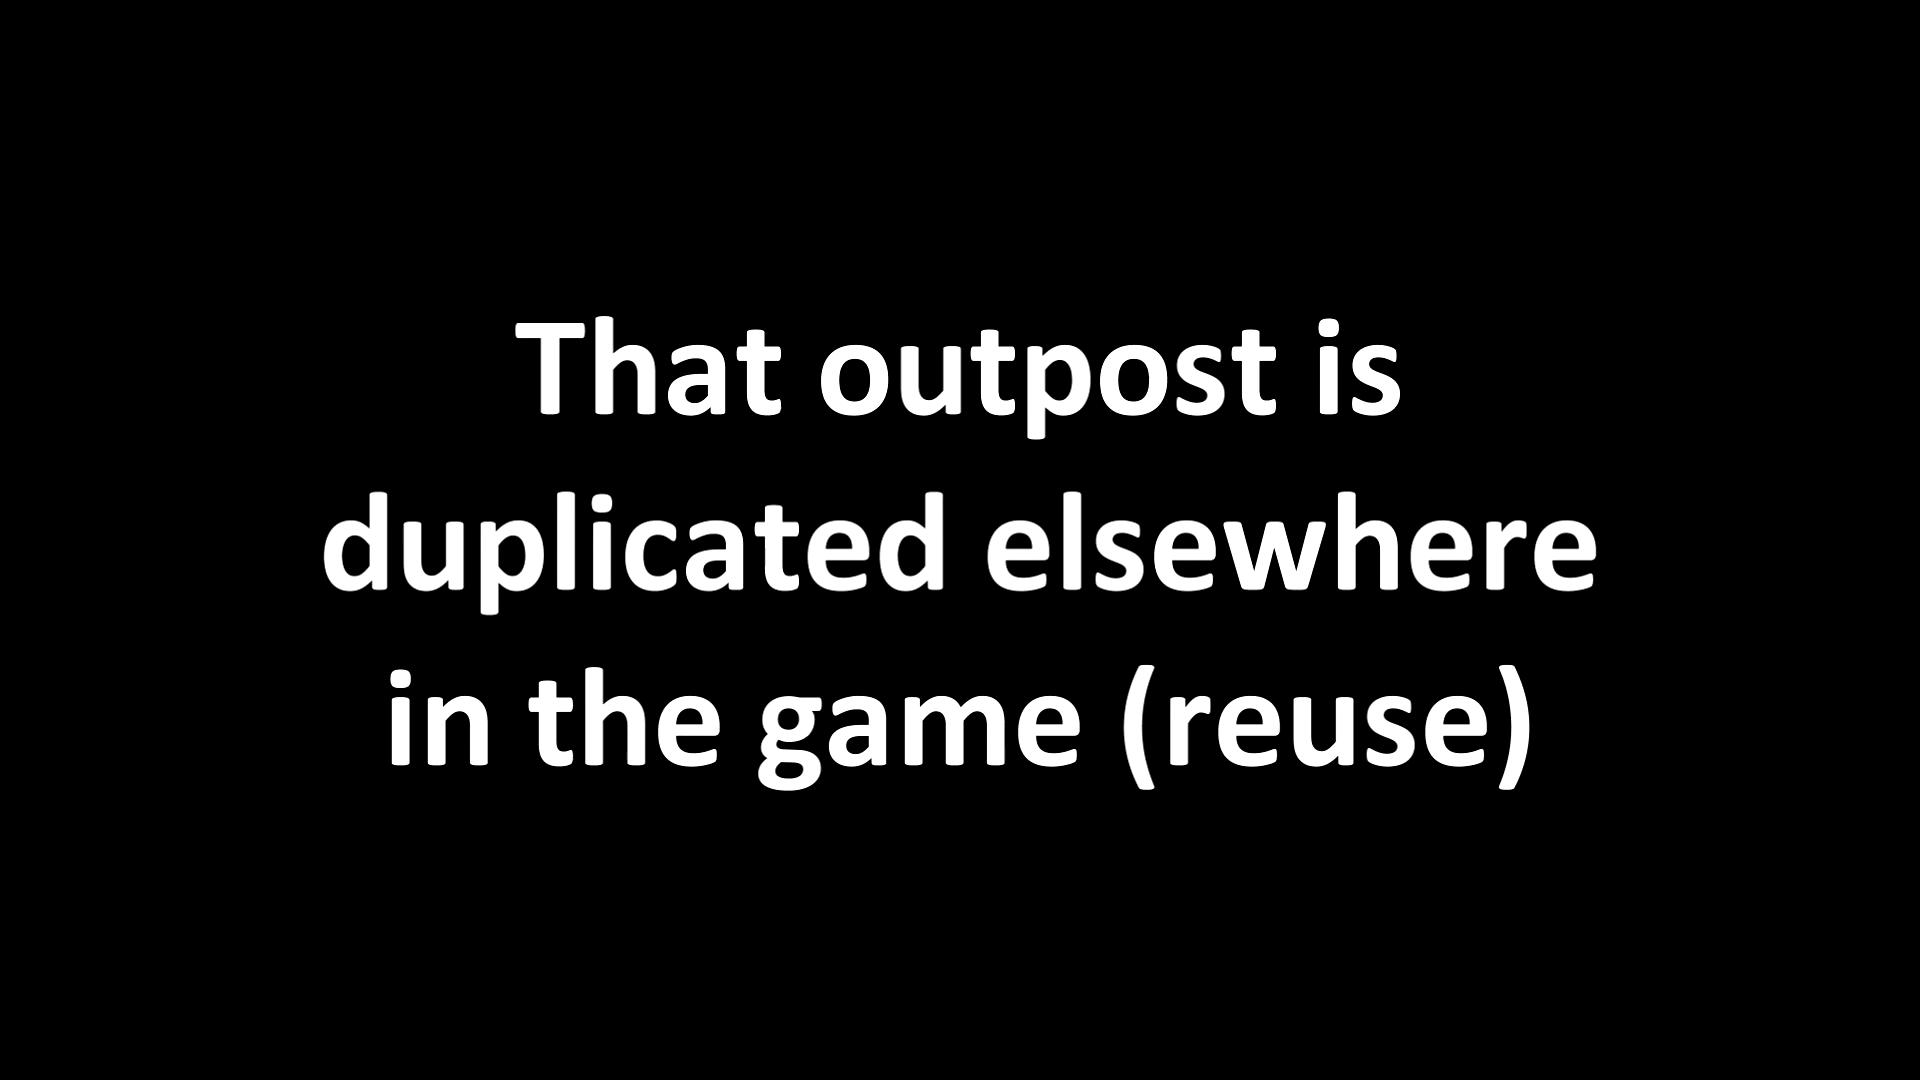 That outpost is
duplicated elsewhere
in the game (reuse)